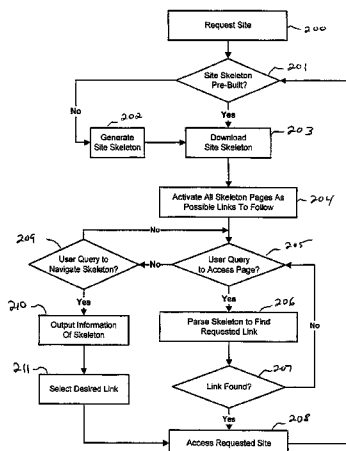 Request Site
200
201
Site Skeleton
Pre-Built?
No
Yes
202
203
Generate
Site Skeleton
Download
Site Skeleton
Activate All Skeleton Pages As
Possible Links To Follow
204
No
209
205
User Query to
Navigate Skeleton?
No
User Query
to Access Page?
Yes
Yes
206
210
Output Information
Of Skeleton
Parse Skeleton to Find
Requested Link
No
207
211
Select Desired Link
Link Found?
Yes
208
Access Requested Site